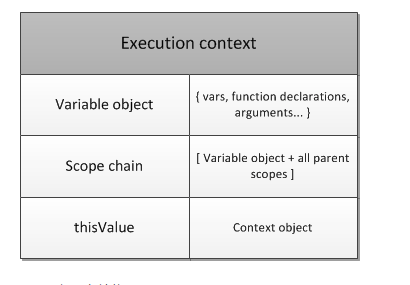 Execution context
Variable object
{ vars, function declarations,
arguments... }
Scope chain
[ Variable object + all parent
scopes ]
thisValue
Context object